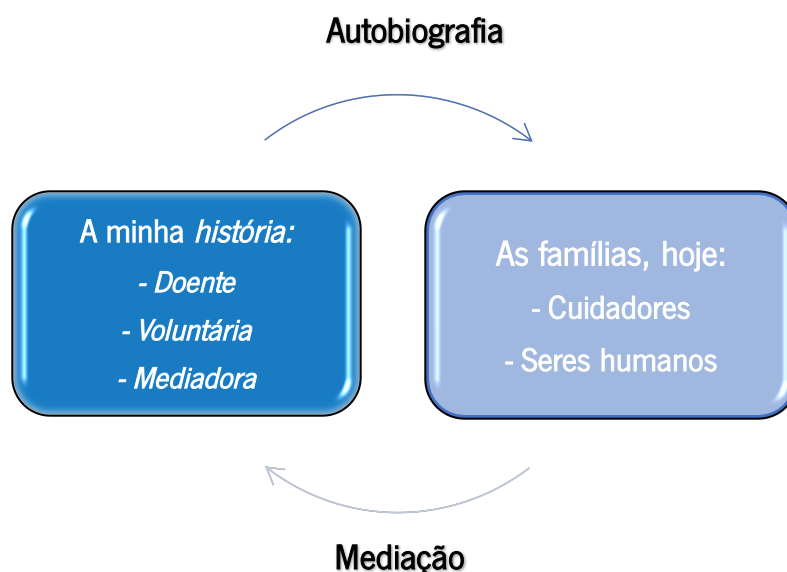 Autobiografia
A minha história:
- Doente
- Voluntária
- Mediadora
As famílias, hoje:
- Cuidadores
- Seres humanos
Mediação